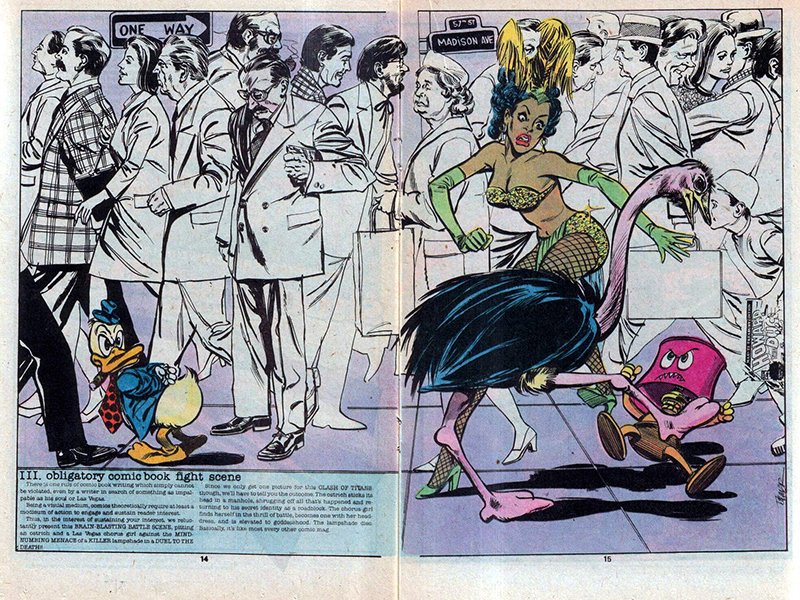 ONE WAY
57th ST
MADISON AVE
HOWARD
THE DUCK
III. obligatory comic book fight scene
There is one rule of comic book writing which simply cannot
be violated, even by a writer in search of something as impal-
pable as his soul or Las Vegas.
Being a visual medium, comics theoretically require at least a
modicum of action to engage and sustain reader interest.
Thus, in the interest of sustaining your interest, we reluc-
tantly present this BRAIN-BLASTING BATTLE SCENE, pitting
an ostrich and a Las Vegas chorus girl against the MIND-
NUMBING MENACE of a KILLER lampshade in a DUEL TO THE
DEATH!!
Since we only get one picture for this CLASH OF TITANS
though, we'll have to tell you the outcome. The ostrich sticks its
head in a manhole, shrugging off all that's happened and re-
turning to his secret identity as a roadblock. The chorus girl
finds herself in the thrill of battle, becomes one with her head-
dress, and is elevated to goddesshood. The lampshade dies.
Basically, it's like most every other comic mag.
14
15